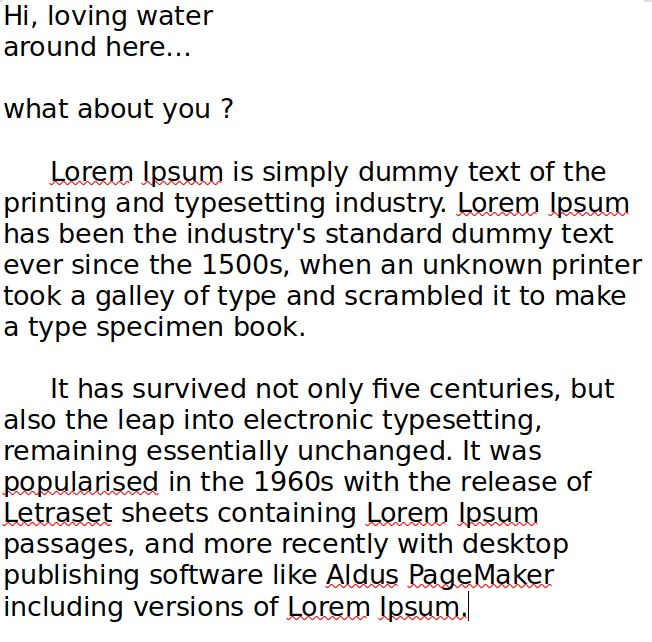 Hi, loving water
around here...
what about you ?
Lorem Ipsum is simply dummy text of the
printing and typesetting industry. Lorem Ipsum
has been the industry's standard dummy text
ever since the 1500s, when an unknown printer
took a galley of type and scrambled it to make
a type specimen book.
It has survived not only five centuries, but
also the leap into electronic typesetting,
remaining essentially unchanged. It was
popularised in the 1960s with the release of
Letraset sheets containing Lorem Ipsum
passages, and more recently with desktop
publishing software like Aldus PageMaker
including versions of Lorem Ipsum.